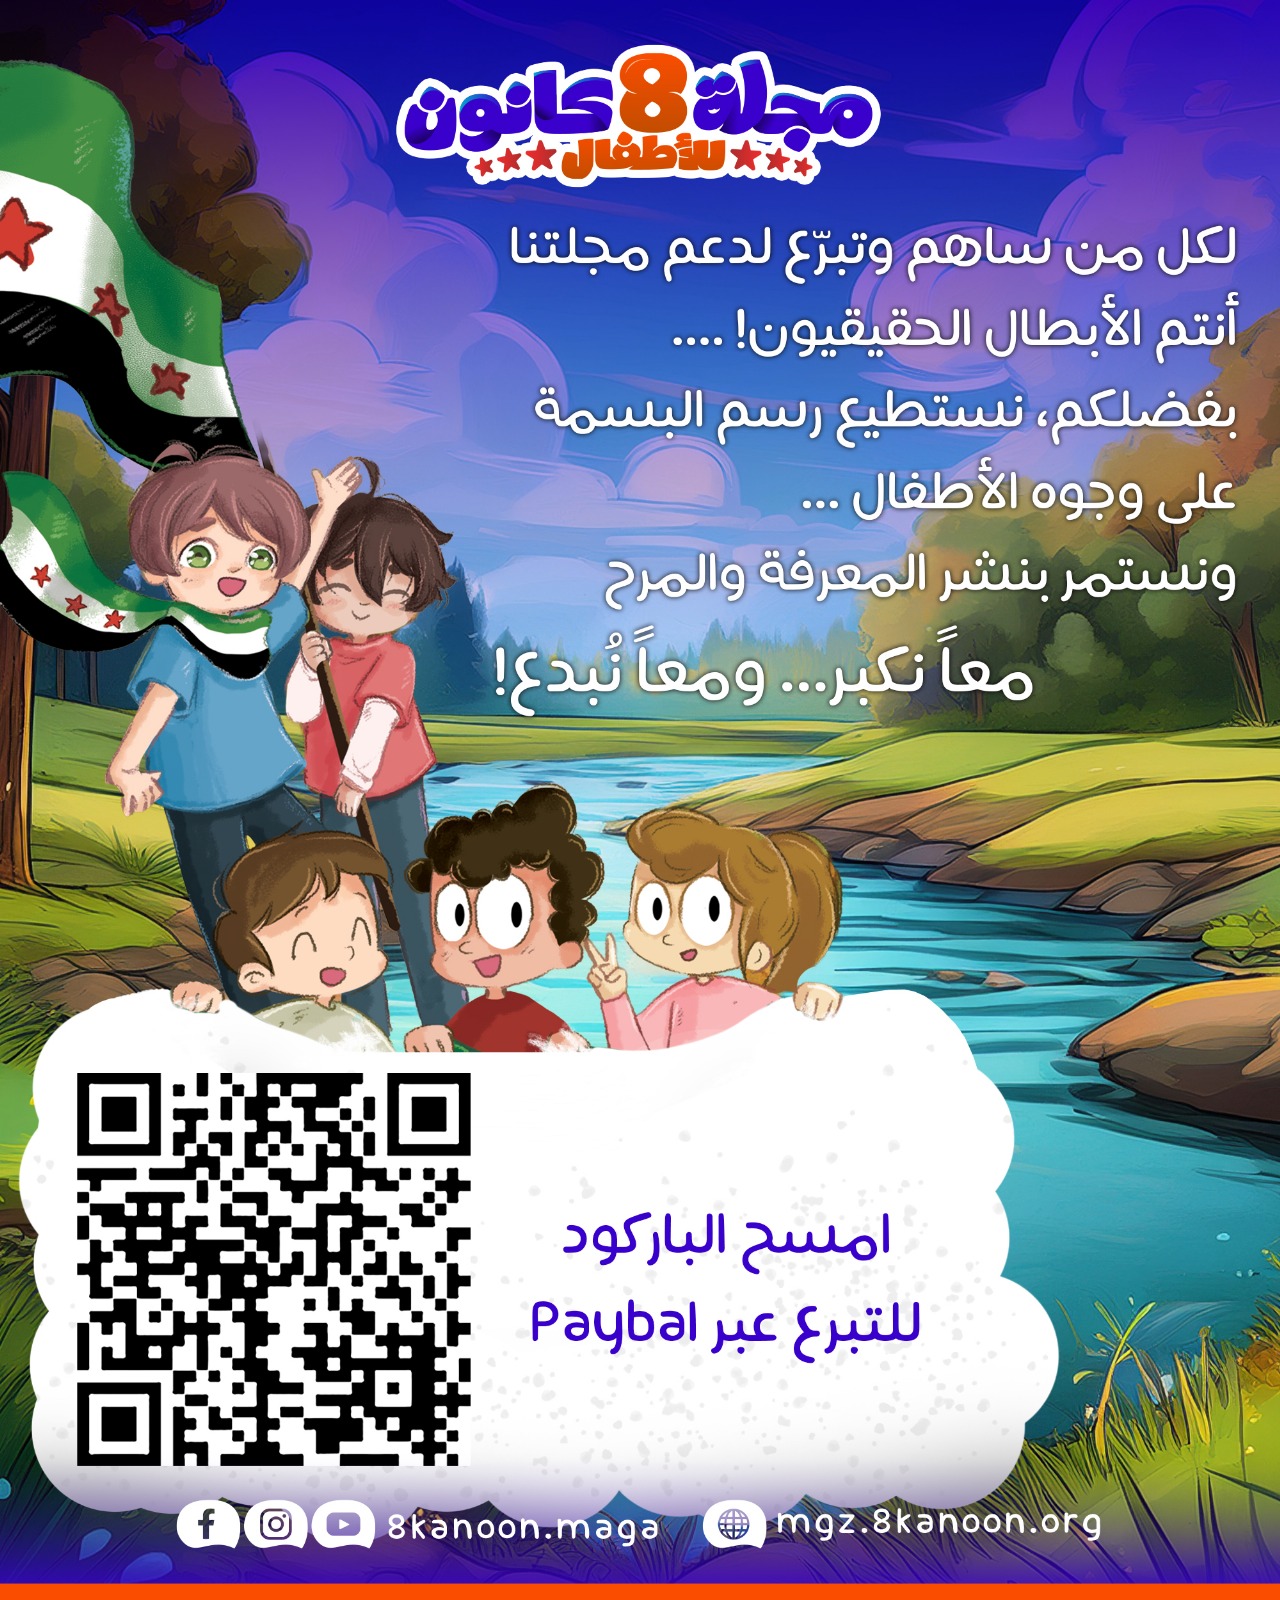 مجلة 8 كانون
للأطفال
لكل من ساهم وتبرّع لدعم مجلتنا
أنتم الأبطال الحقيقيون! ....
بفضلكم، نستطيع رسم البسمة
على وجوه الأطفال ...
ونستمر بنشر المعرفة والمرح
معاً نكبر... ومعاً نُبدع!
امسح الباركود
للتبرع عبر Paybal
8kanoon.maga
mgz.8kanoon.org